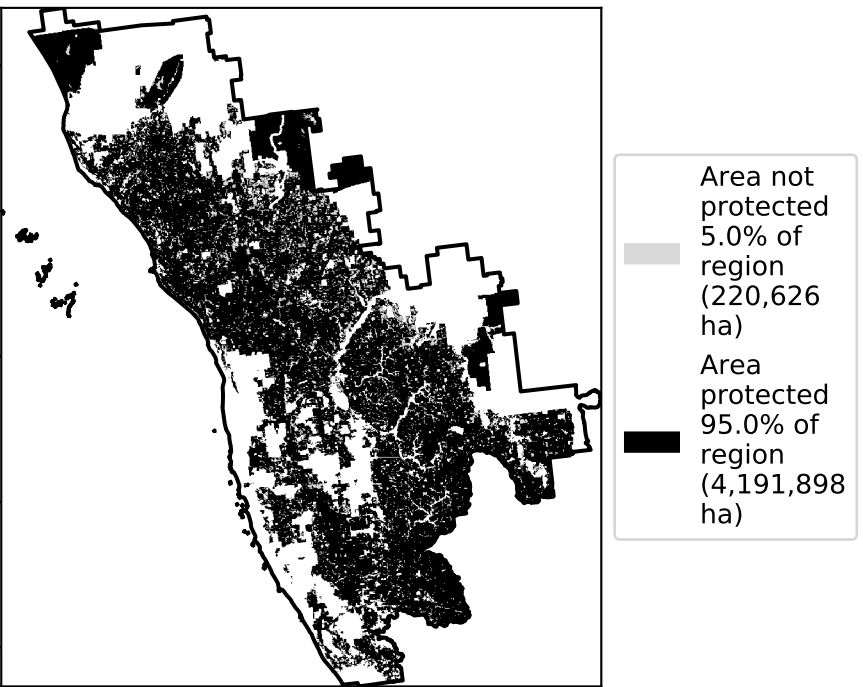 Area not
protected
5.0% of
region
(220,626
ha)
Area
protected
95.0% of
region
(4,191,898
ha)